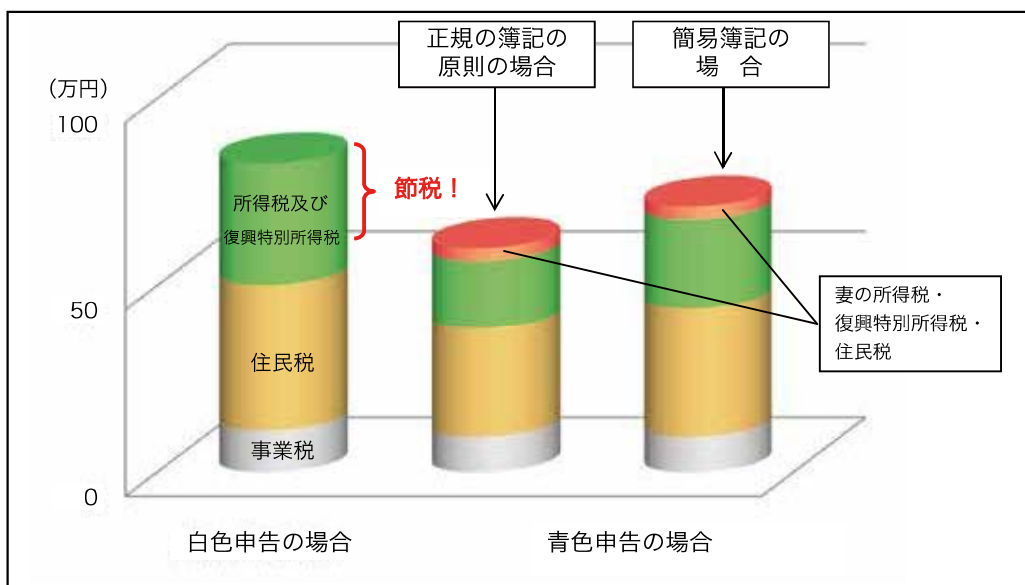 正規の簿記の
原則の場合
簡易簿記の
場　合
（万円）
100
50
0
節税！
所得税及び
復興特別所得税
住民税
事業税
妻の所得税・
復興特別所得税・
住民税
白色申告の場合
青色申告の場合